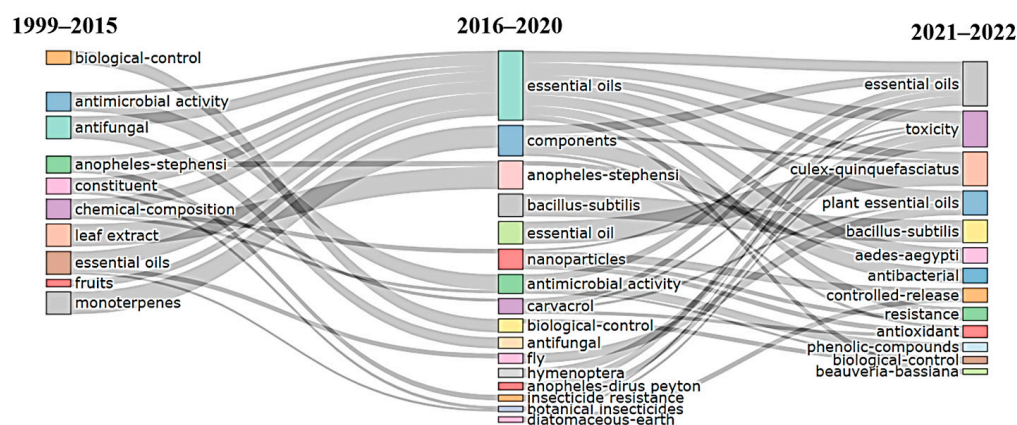 1999–2015
2016–2020
2021–2022
biological-control
antimicrobial activity
antifungal
anopheles-stephensi
constituent
chemical-composition
leaf extract
essential oils
fruits
monoterpenes
essential oils
components
anopheles-stephensi
bacillus-subtilis
essential oil
nanoparticles
antimicrobial activity
carvacrol
biological-control
antifungal
fly
hymenoptera
anopheles-dirus peyton
insecticide resistance
botanical insecticides
diatomaceous-earth
essential oils
toxicity
culex-quinquefasciatus
plant essential oils
bacillus-subtilis
aedes-aegypti
antibacterial
controlled-release
resistance
antioxidant
phenolic-compounds
biological-control
beauveria-bassiana